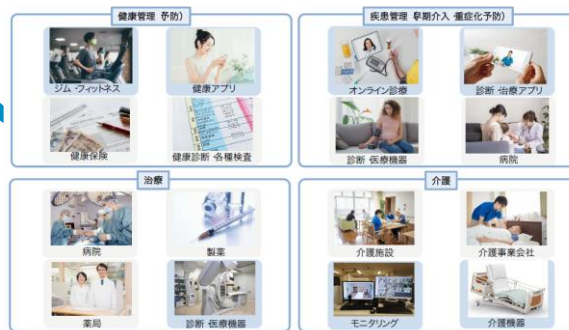 健康管理 予防)
ジム・フィットネス
健康アプリ
健康保険
健康診断・各種検査
疾患管理 早期介入・重症化予防)
オンライン診療
診断・治療アプリ
診断・医療機器
病院
治療
病院
製薬
薬局
診断・医療機器
介護
介護施設
介護事業会社
モニタリング
介護機器